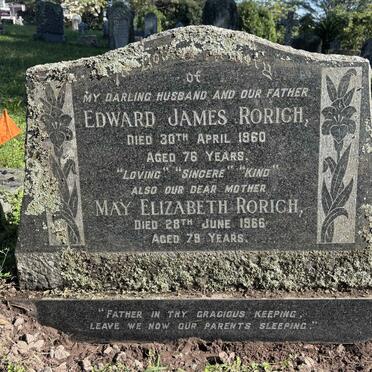 of
MY DARLING HUSBAND AND OUR FATHER
EDWARD JAMES RORICH,
DIED 30TH APRIL 1960
AGED 76 YEARS.
"LOVING" "SINCERE" "KIND"
ALSO OUR DEAR MOTHER
MAY ELIZABETH RORICH,
DIED 28TH JUNE 1966
AGED 79 YEARS.
"FATHER IN THY GRACIOUS KEEPING,
LEAVE WE NOW OUR PARENTS SLEEPING."